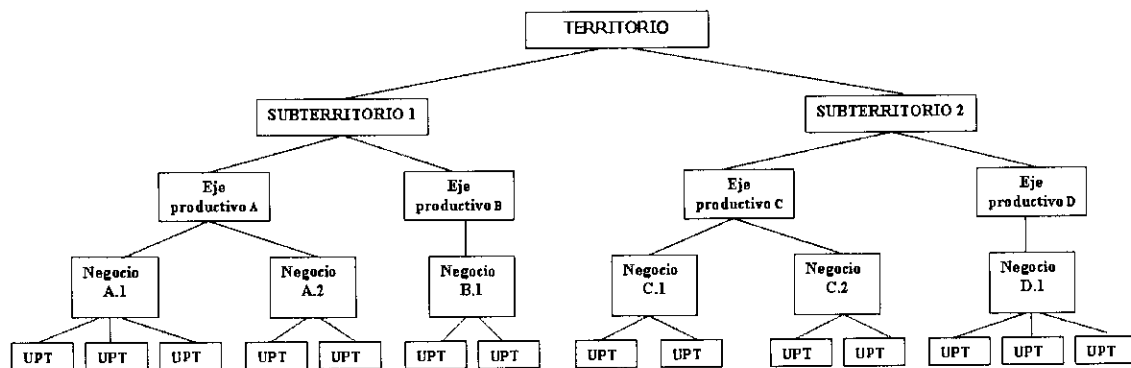 TERRITORIO
SUBTERRITORIO 1
SUBTERRITORIO 2
Eje
productivo A
Eje
productivo B
Eje
productivo C
Eje
productivo D
Negocio
A.1
Negocio
A.2
Negocio
B.1
Negocio
C.1
Negocio
C.2
Negocio
D.1
UPT
UPT
UPT
UPT
UPT
UPT
UPT
UPT
UPT
UPT
UPT
UPT
UPT
UPT